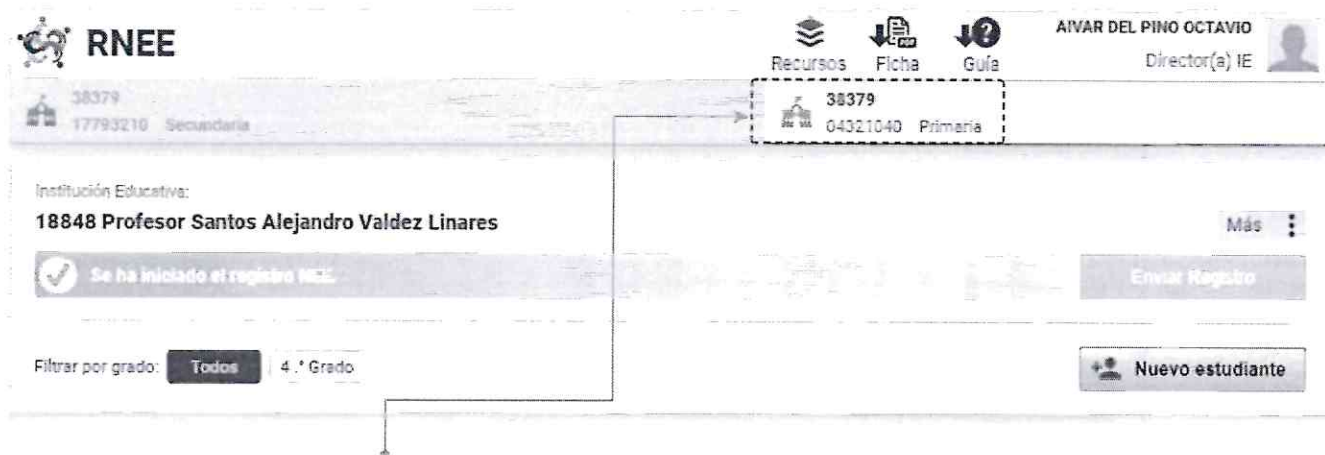 RNEE
Recursos
Ficha
PDF
Guía
AIVAR DEL PINO OCTAVIO
Director(a) IE
38379
17793210 Secundaria
38379
04321040 Primaria
Institución Educativa:
18848 Profesor Santos Alejandro Valdez Linares
Más
Se ha iniciado el registro NEE.
Enviar Registro
Filtrar por grado:
Todos
4.° Grado
Nuevo estudiante